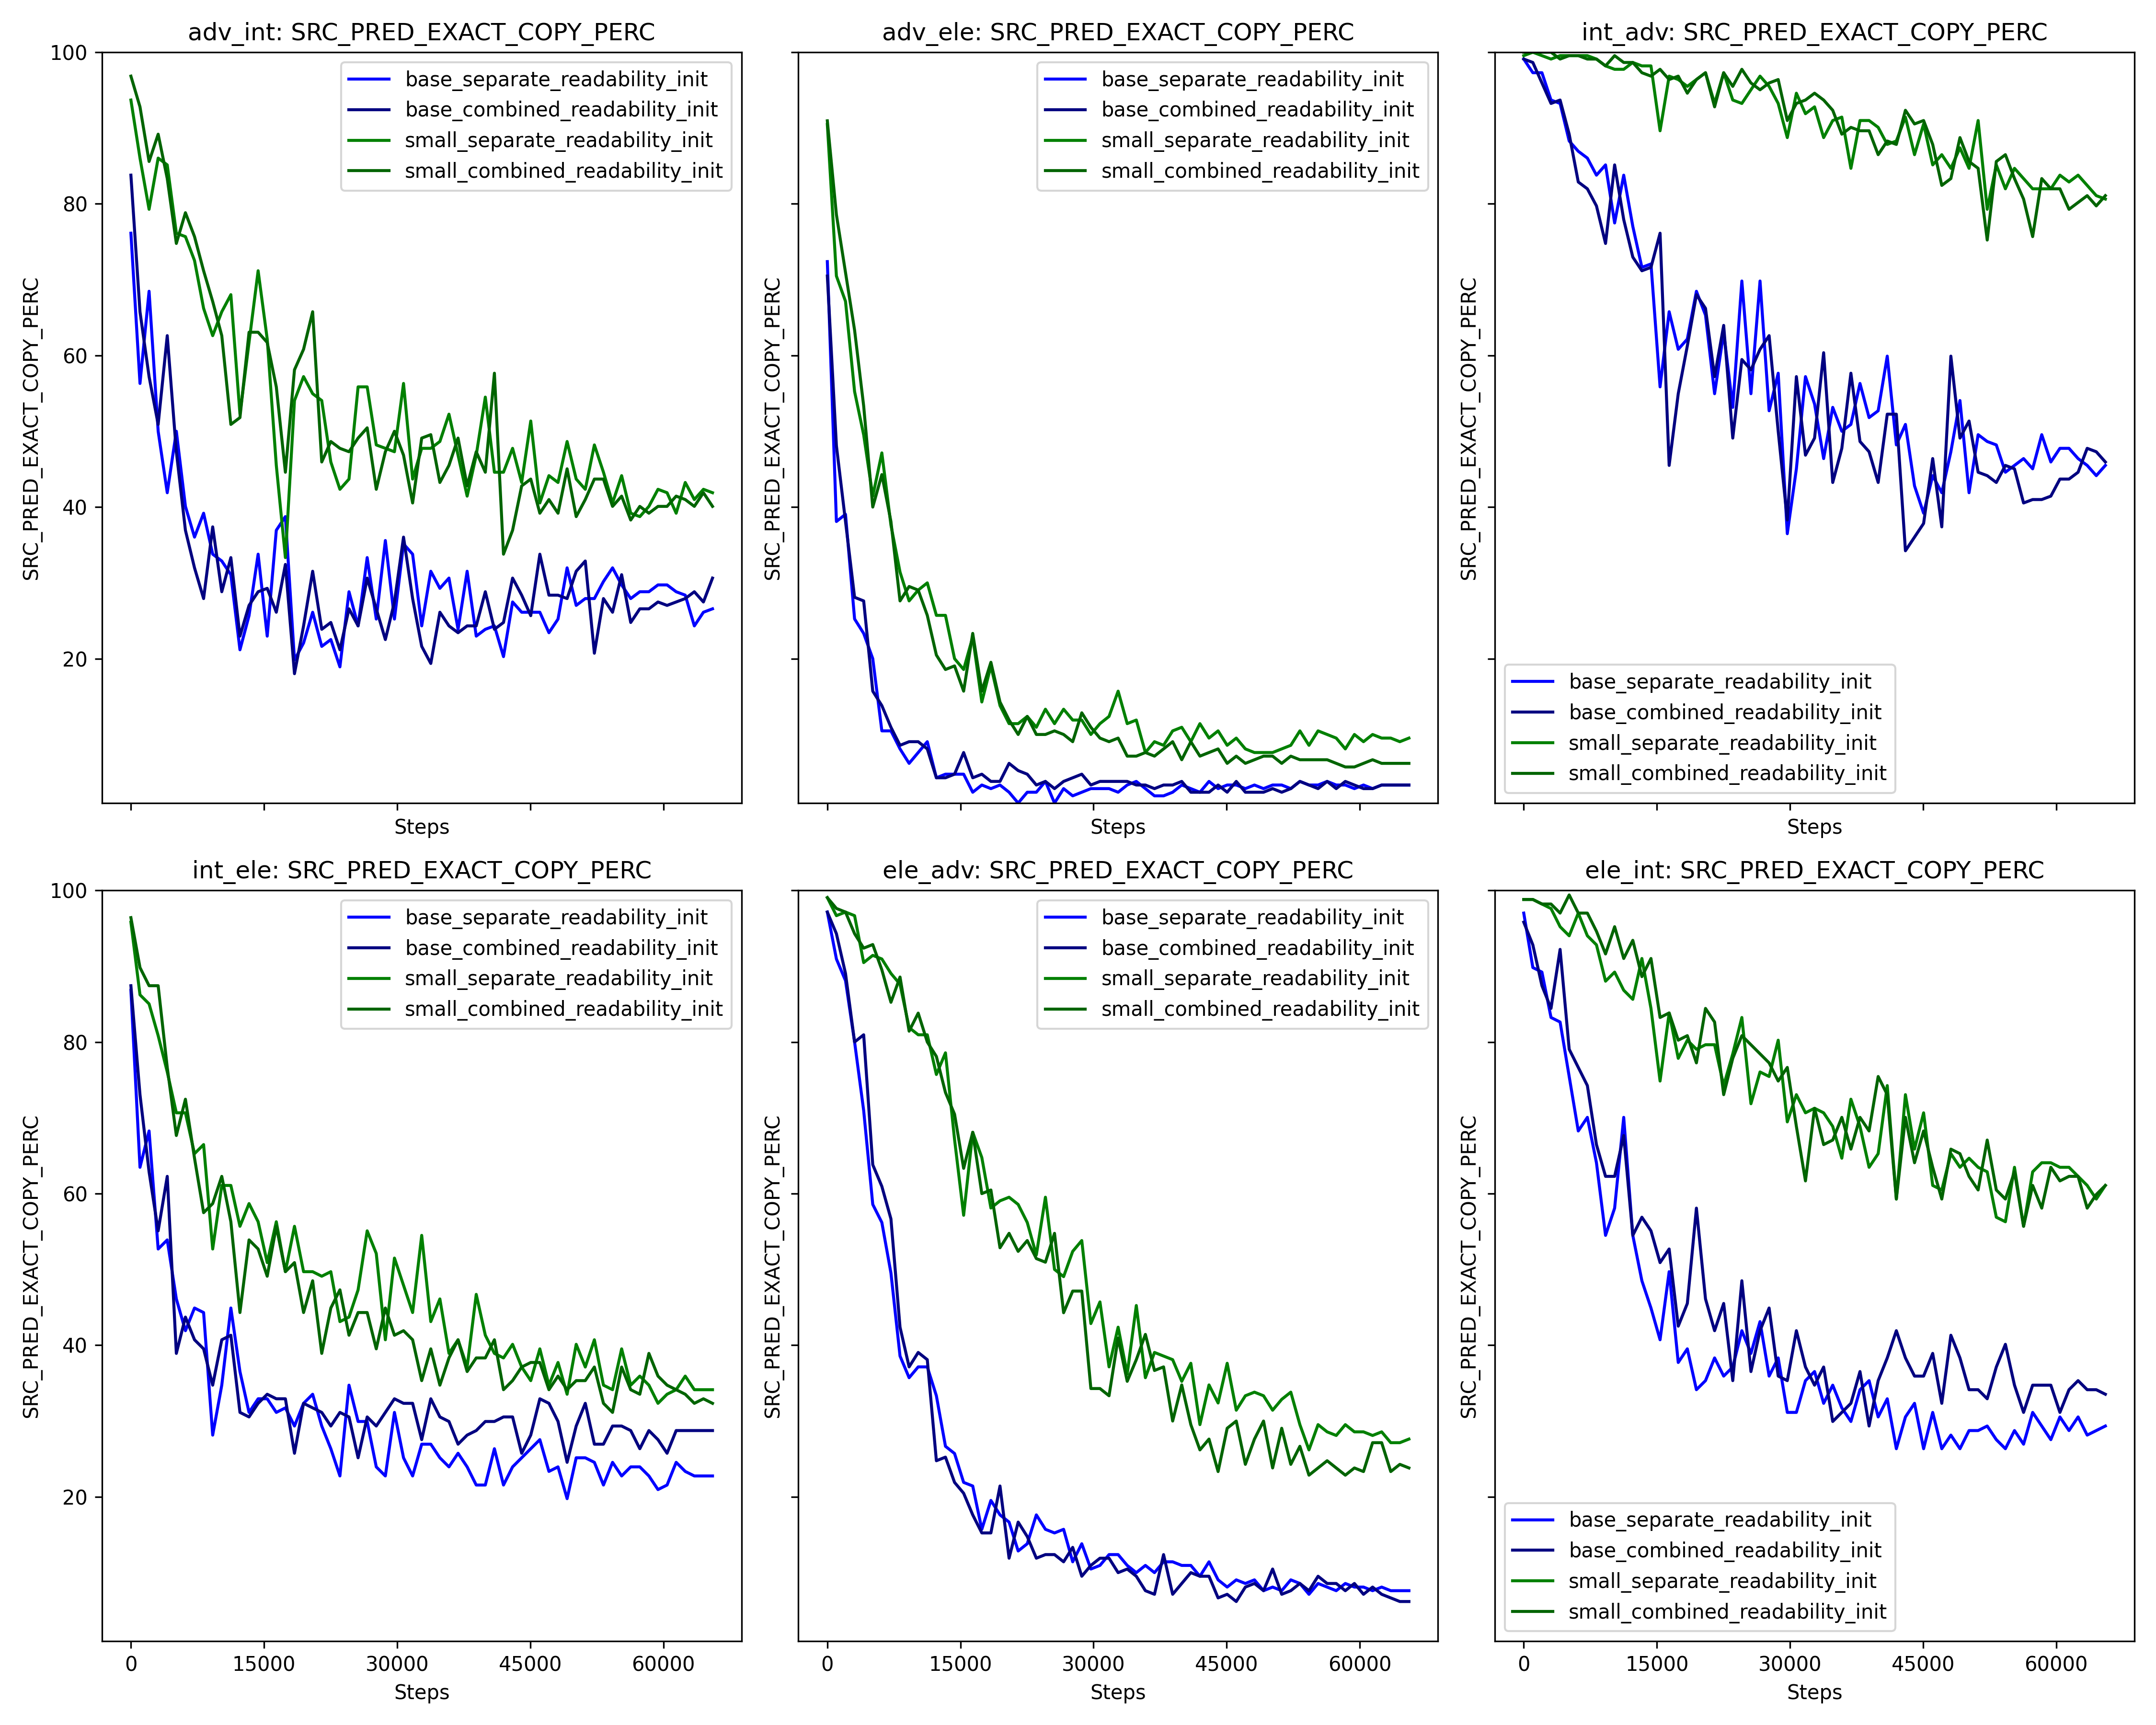 adv_int: SRC_PRED_EXACT_COPY_PERC
SRC_PRED_EXACT_COPY_PERC
100
80
60
40
20
base_separate_readability_init
base_combined_readability_init
small_separate_readability_init
small_combined_readability_init
Steps
adv_ele: SRC_PRED_EXACT_COPY_PERC
SRC_PRED_EXACT_COPY_PERC
base_separate_readability_init
base_combined_readability_init
small_separate_readability_init
small_combined_readability_init
Steps
int_adv: SRC_PRED_EXACT_COPY_PERC
SRC_PRED_EXACT_COPY_PERC
base_separate_readability_init
base_combined_readability_init
small_separate_readability_init
small_combined_readability_init
Steps
int_ele: SRC_PRED_EXACT_COPY_PERC
SRC_PRED_EXACT_COPY_PERC
100
80
60
40
20
base_separate_readability_init
base_combined_readability_init
small_separate_readability_init
small_combined_readability_init
0 15000 30000 45000 60000
Steps
ele_adv: SRC_PRED_EXACT_COPY_PERC
SRC_PRED_EXACT_COPY_PERC
base_separate_readability_init
base_combined_readability_init
small_separate_readability_init
small_combined_readability_init
0 15000 30000 45000 60000
Steps
ele_int: SRC_PRED_EXACT_COPY_PERC
SRC_PRED_EXACT_COPY_PERC
base_separate_readability_init
base_combined_readability_init
small_separate_readability_init
small_combined_readability_init
0 15000 30000 45000 60000
Steps